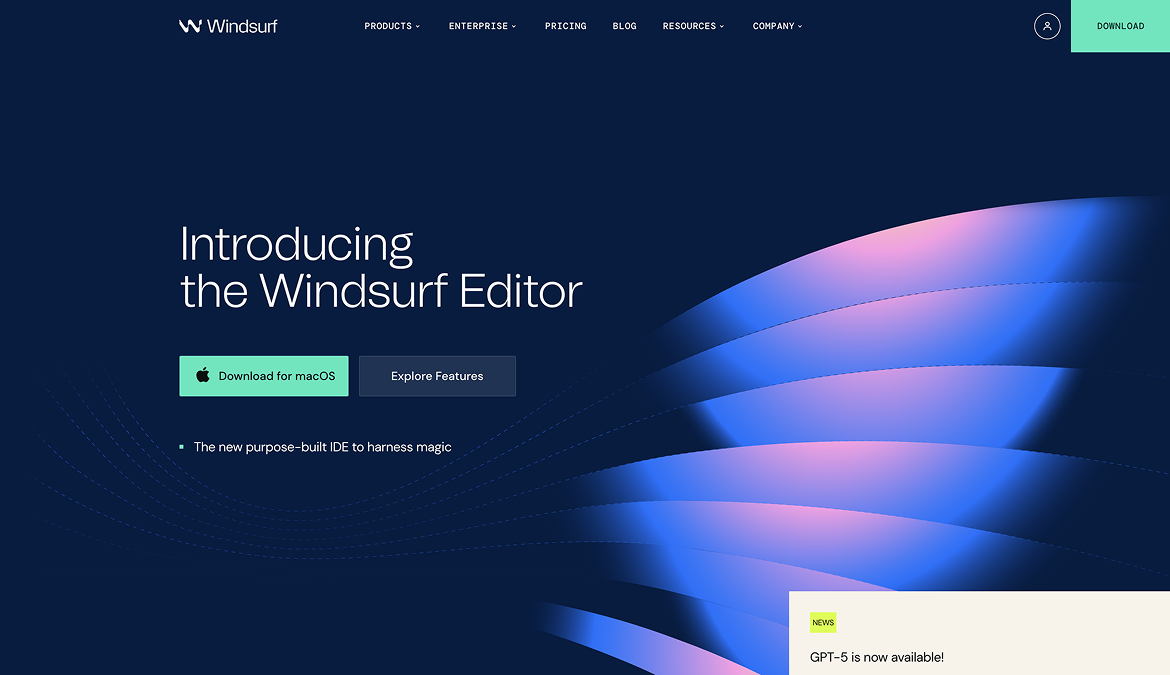 Windsurf
PRODUCTS
ENTERPRISE
PRICING
BLOG
RESOURCES
COMPANY
DOWNLOAD
Introducing
the Windsurf Editor
Download for macOS
Explore Features
The new purpose-built IDE to harness magic
NEWS
GPT-5 is now available!